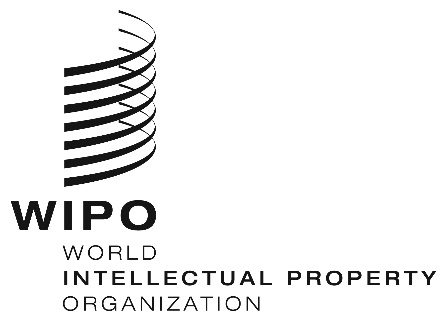 WIPO
WORLD
INTELLECTUAL PROPERTY
ORGANIZATION